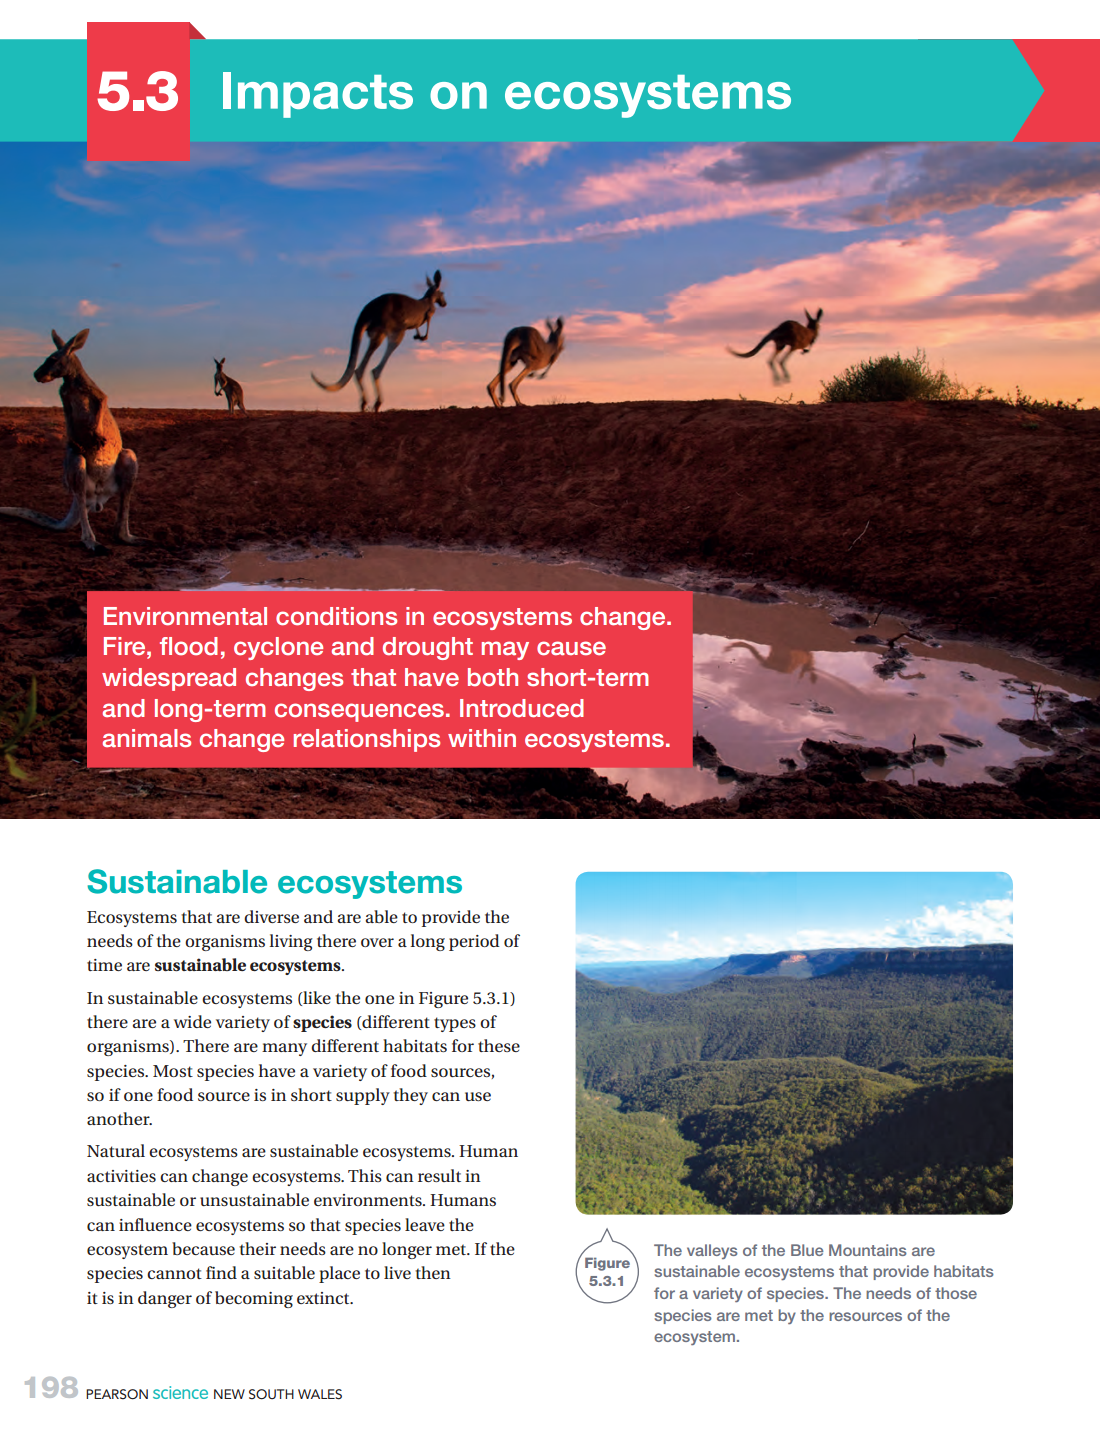 5.3
Impacts on ecosystems
Environmental conditions in ecosystems change.
Fire, flood, cyclone and drought may cause
widespread changes that have both short-term
and long-term consequences. Introduced
animals change relationships within ecosystems.
Sustainable ecosystems
Ecosystems that are diverse and are able to provide the
needs of the organisms living there over a long period of
time are sustainable ecosystems.
In sustainable ecosystems (like the one in Figure 5.3.1)
there are a wide variety of species (different types of
organisms). There are many different habitats for these
species. Most species have a variety of food sources,
so if one food source is in short supply they can use
another.
Natural ecosystems are sustainable ecosystems. Human
activities can change ecosystems. This can result in
sustainable or unsustainable environments. Humans
can influence ecosystems so that species leave the
ecosystem because their needs are no longer met. If the
species cannot find a suitable place to live then
it is in danger of becoming extinct.
Figure
5.3.1
The valleys of the Blue Mountains are
sustainable ecosystems that provide habitats
for a variety of species. The needs of those
species are met by the resources of the
ecosystem.
198 PEARSON science NEW SOUTH WALES